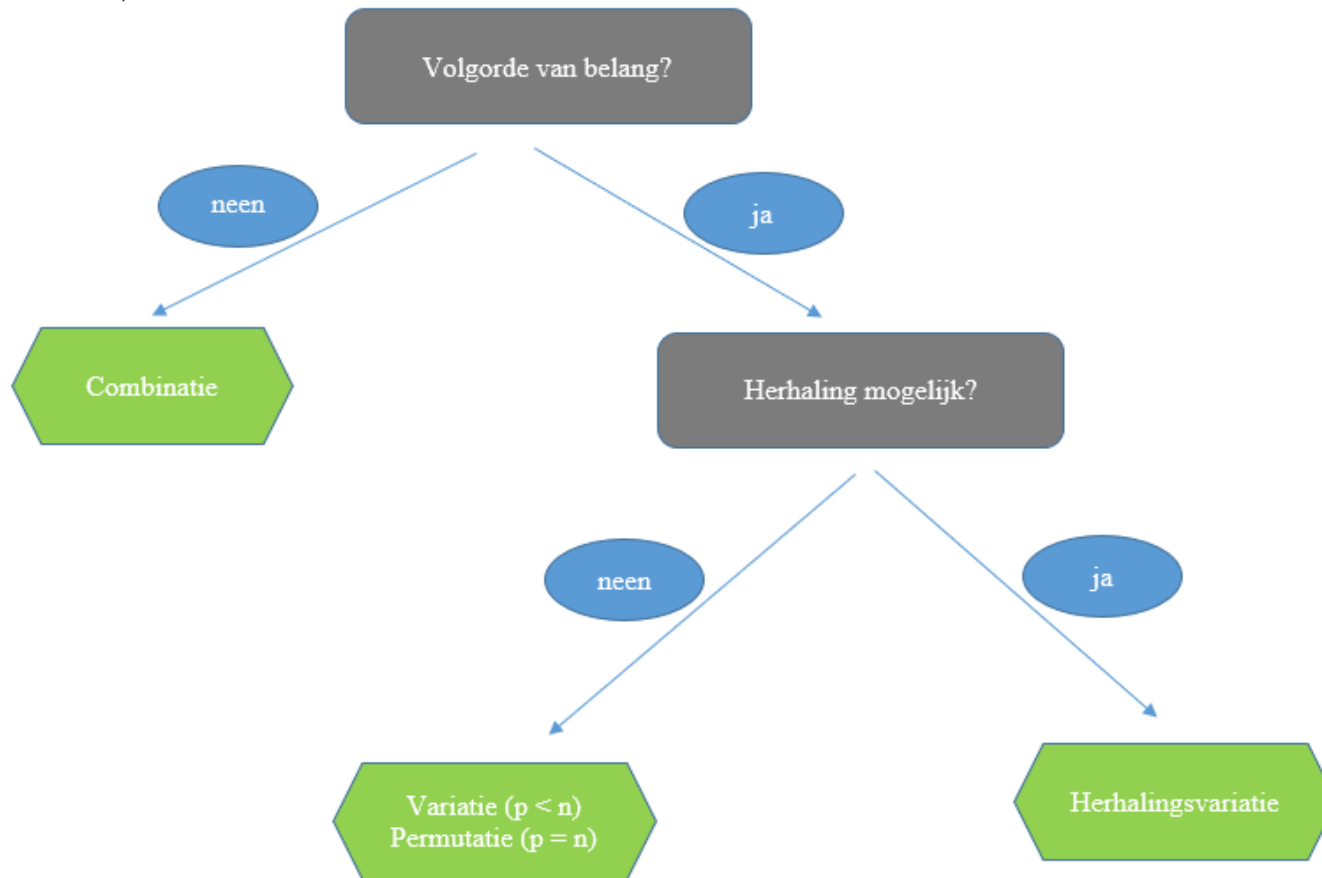 Volgorde van belang?
neen
ja
Combinatie
Herhaling mogelijk?
neen
ja
Variatie (p < n)
Permutatie (p = n)
Herhalingsvariatie